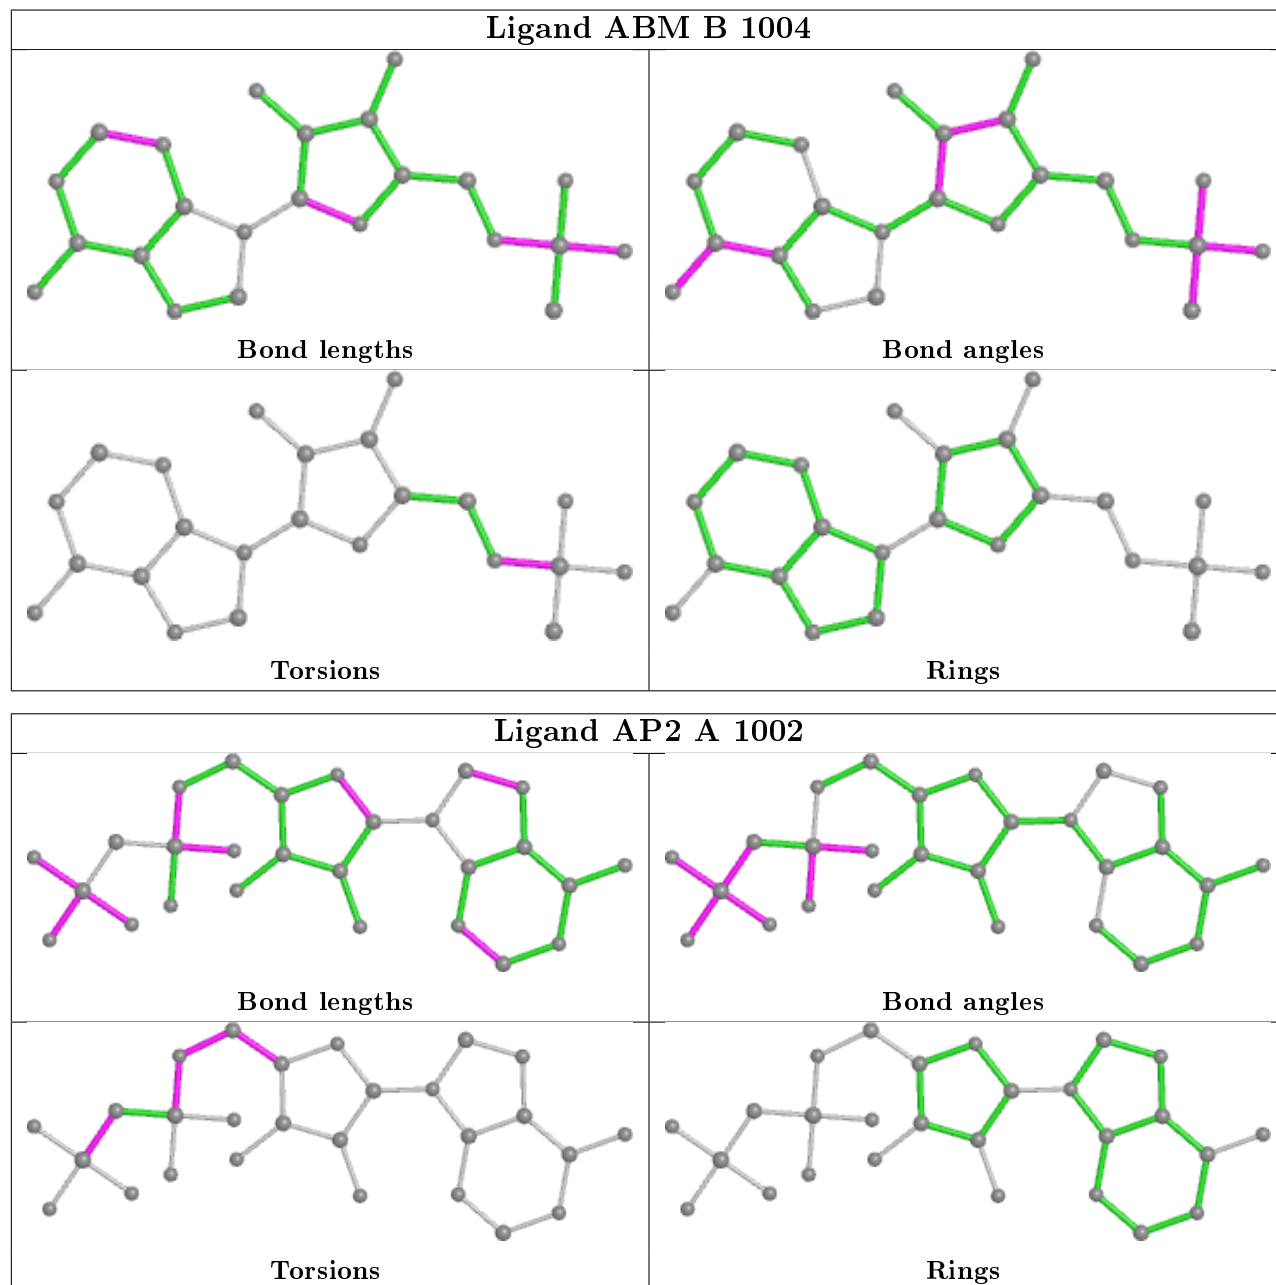 Ligand ABM B 1004
Bond lengths
Bond angles
Torsions
Rings
Ligand AP2 A 1002
Bond lengths
Bond angles
Torsions
Rings